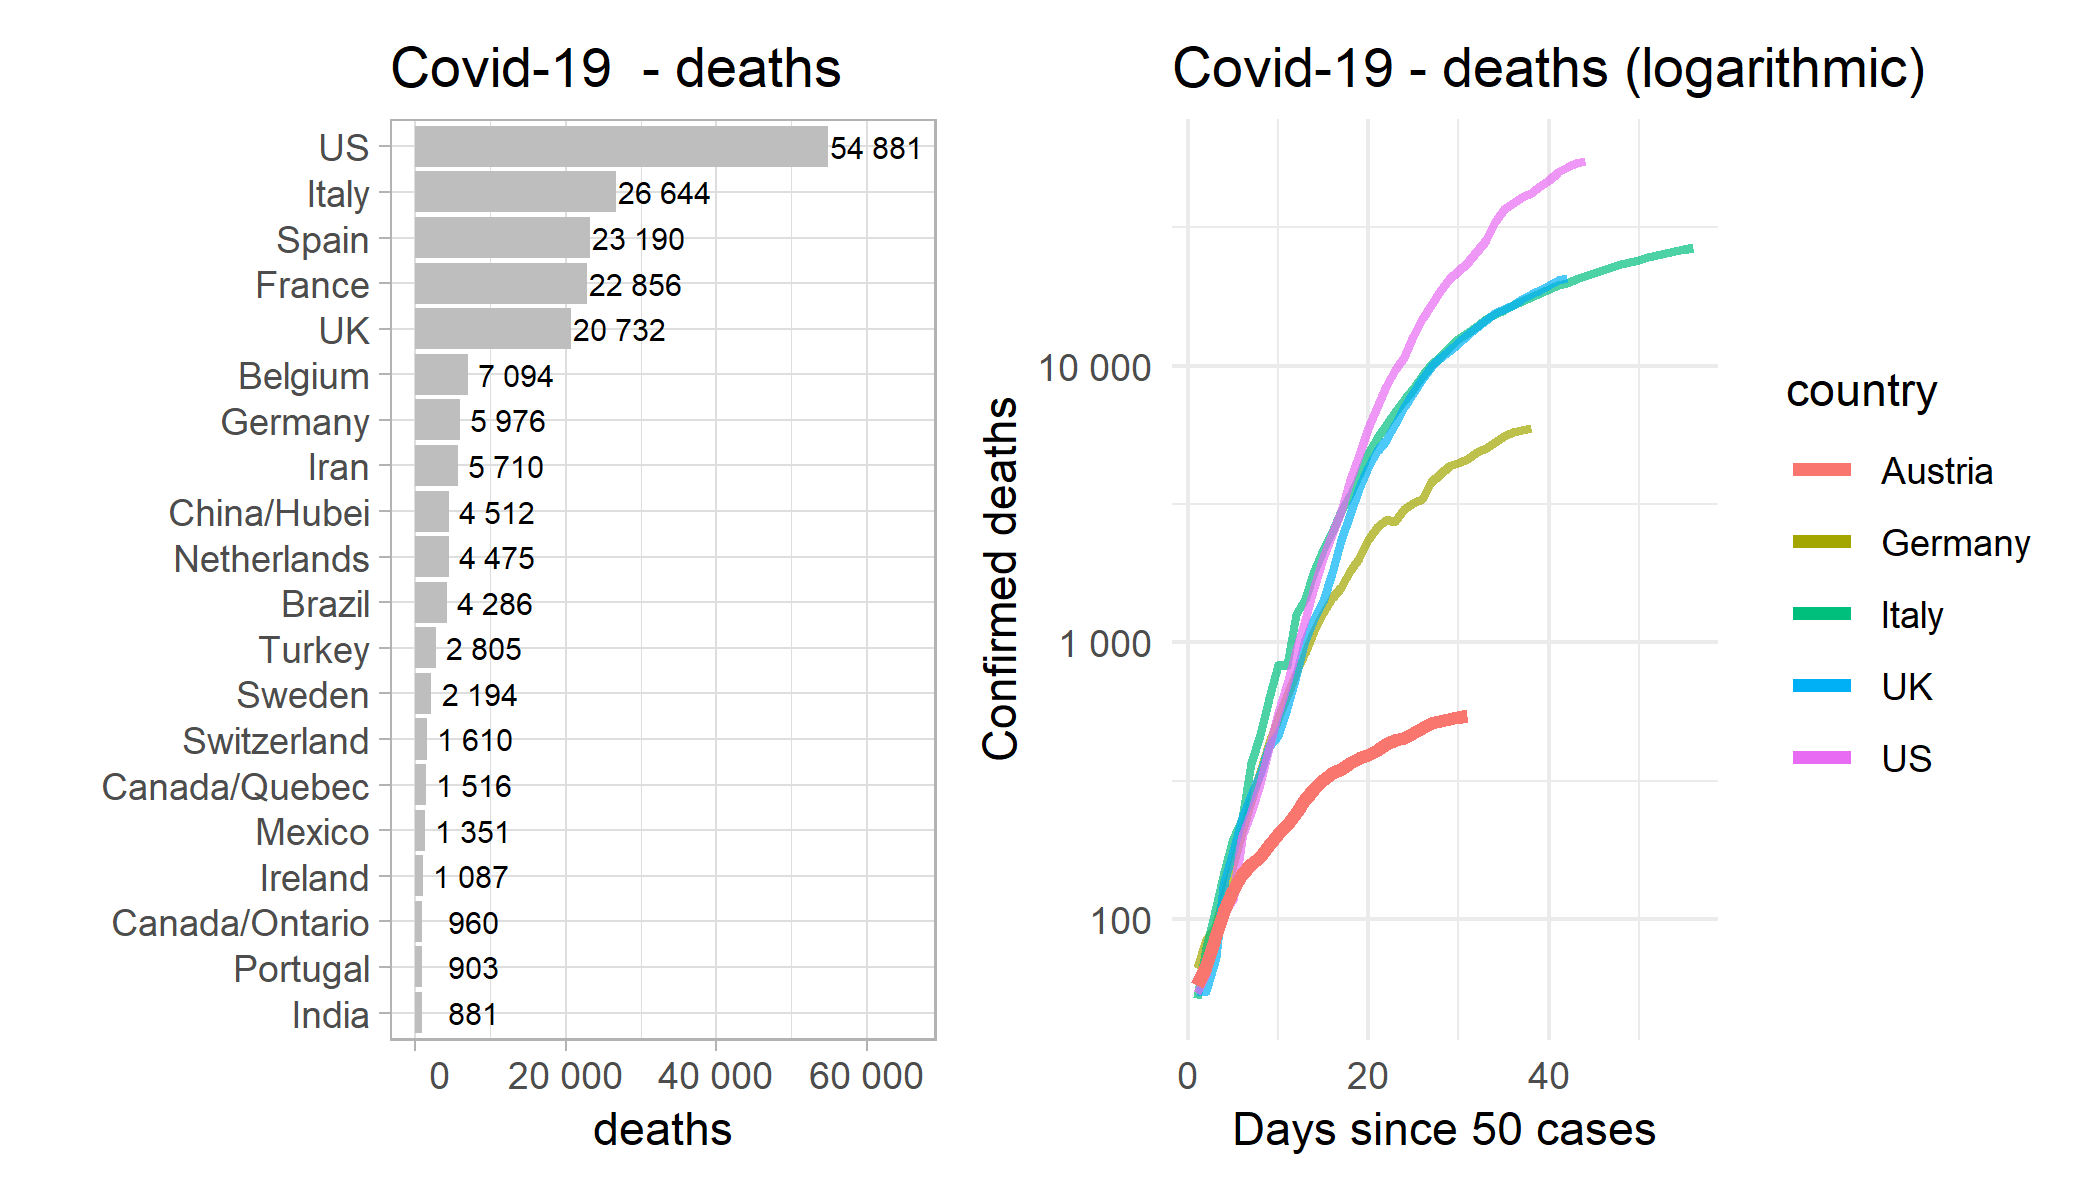 Covid-19  - deaths
US 54 881
Italy 26 644
Spain 23 190
France 22 856
UK 20 732
Belgium 7 094
Germany 5 976
Iran 5 710
China/Hubei 4 512
Netherlands 4 475
Brazil 4 286
Turkey 2 805
Sweden 2 194
Switzerland 1 610
Canada/Quebec 1 516
Mexico 1 351
Ireland 1 087
Canada/Ontario 960
Portugal 903
India 881
0 20 000 40 000 60 000
deaths
Covid-19 - deaths (logarithmic)
Confirmed deaths
10 000
1 000
100
0 20 40
Days since 50 cases
country
Austria
Germany
Italy
UK
US